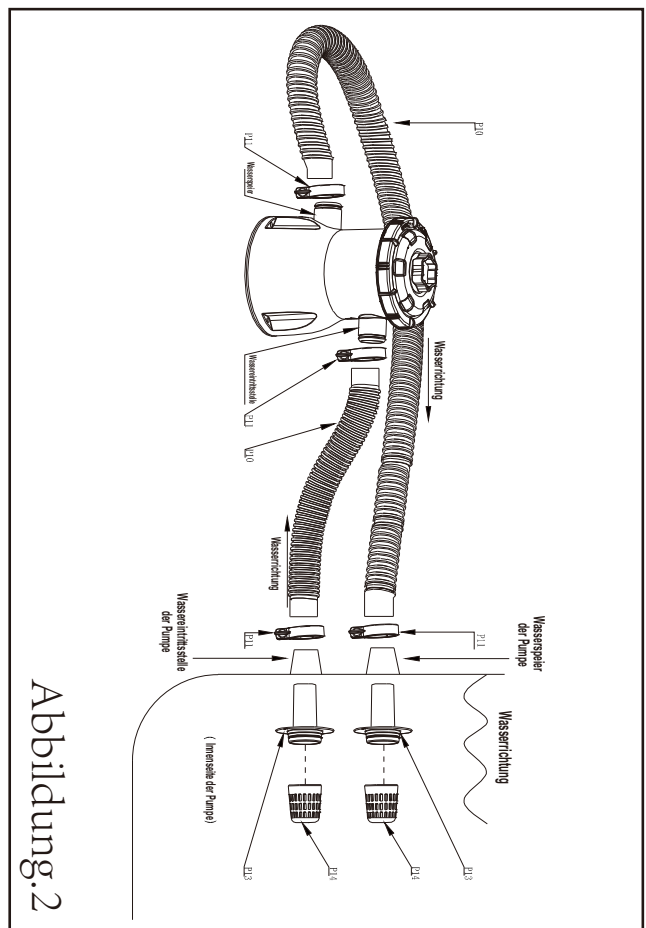 Wasserspeier
der Pumpe
Wasserrichtung
P10
P11
P13
Wasserrichtung
P14
P14
Wasserrichtung
P11
Wasserspeier
Wassereintrittsstelle
P11
P10
P11
P13
( Innenseite der Pumpe)
Wassereintrittsstelle
der Pumpe
Abbildung.2